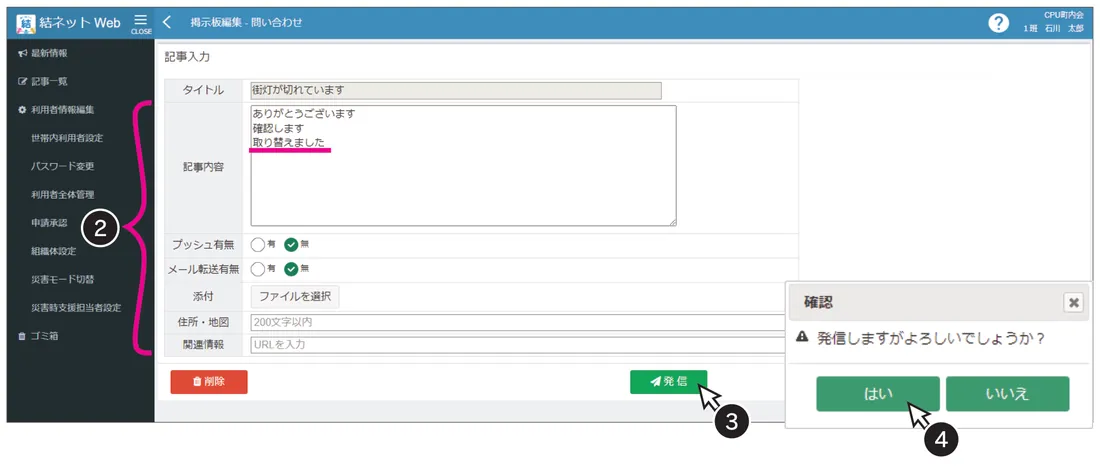 結ネット Web
CLOSE
掲示板編集 - 問い合わせ
?
CPU町内会
1班 石川 太郎
最新情報
記事一覧
利用者情報編集
世帯内利用者設定
パスワード変更
利用者全体管理
申請承認
組織体設定
災害モード切替
災害時支援担当者設定
ゴミ箱
②
記事入力
タイトル
街灯が切れています
記事内容
ありがとうございます
確認します
取り替えました
プッシュ有無 有 無
メール転送有無 有 無
添付 ファイルを選択
住所・地図 200文字以内
関連情報 URLを入力
削除
発信
③
確認
発信しますがよろしいでしょうか?
はい
いいえ
④